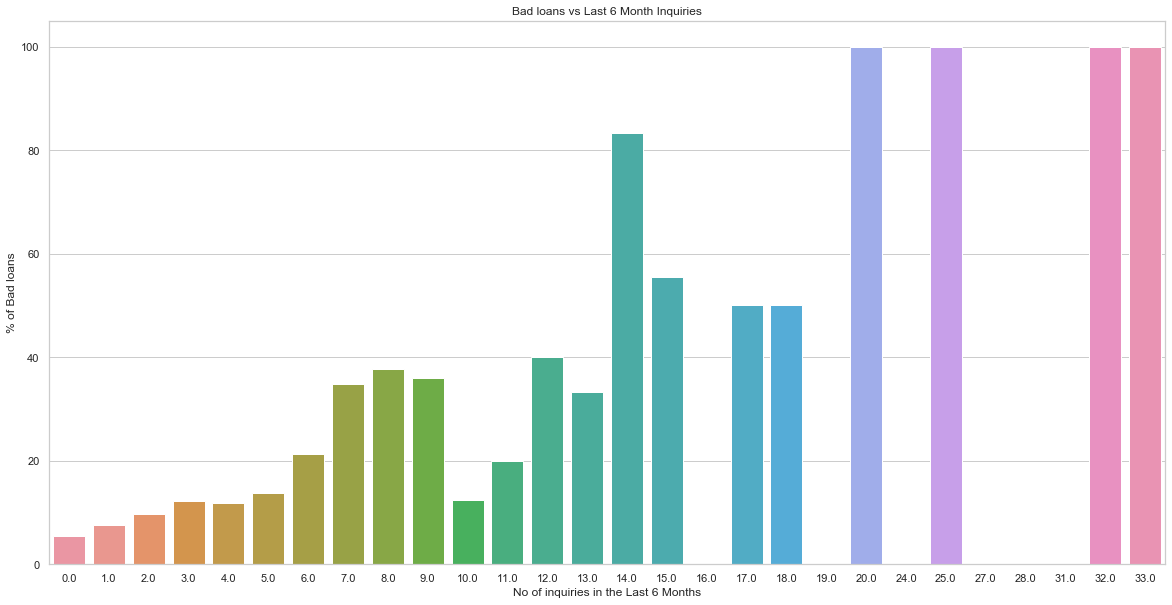 Bad loans vs Last 6 Month Inquiries
% of Bad loans
100
80
60
40
20
0
0.0 1.0 2.0 3.0 4.0 5.0 6.0 7.0 8.0 9.0 10.0 11.0 12.0 13.0 14.0 15.0 16.0 17.0 18.0 19.0 20.0 24.0 25.0 27.0 28.0 31.0 32.0 33.0
No of inquiries in the Last 6 Months